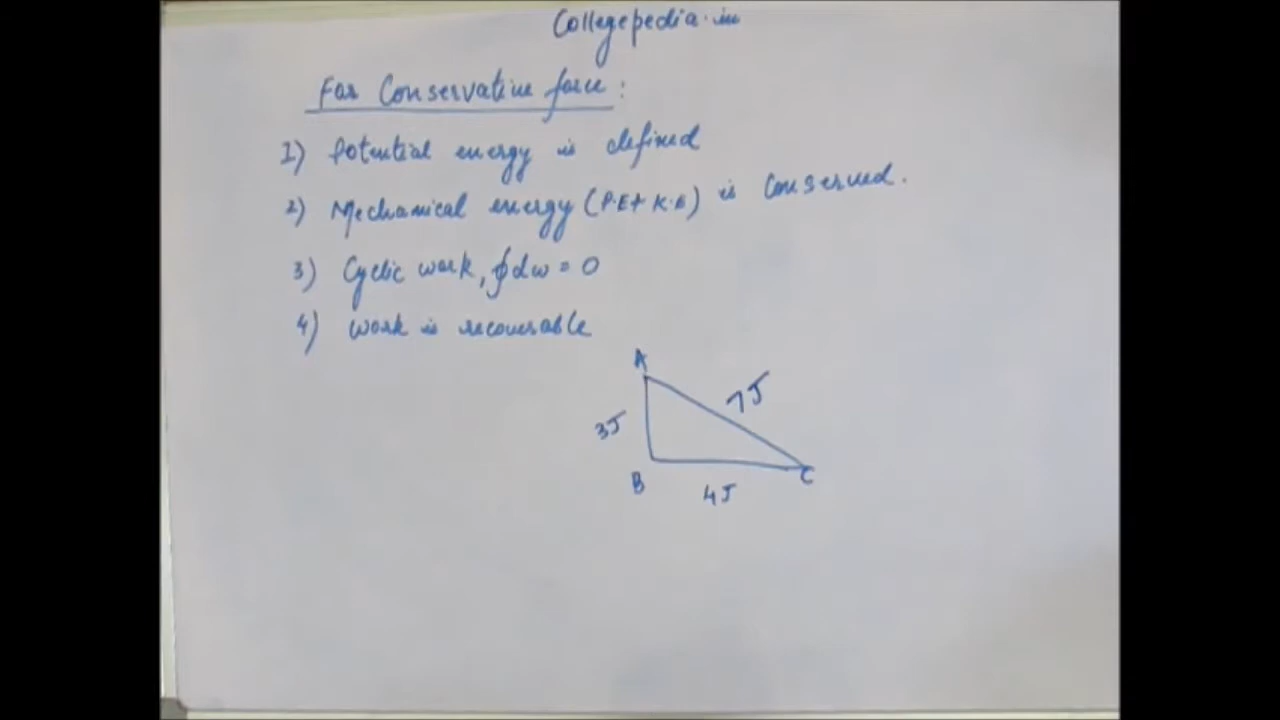 Collegepedia.in
For Conservative force :
1) Potential energy is defined
2) Mechanical energy (P.E + K.E) is Conserved.
3) Cyclic work, ∮dw = 0
4) work is recoverable
A
7J
3J
B
C
4J